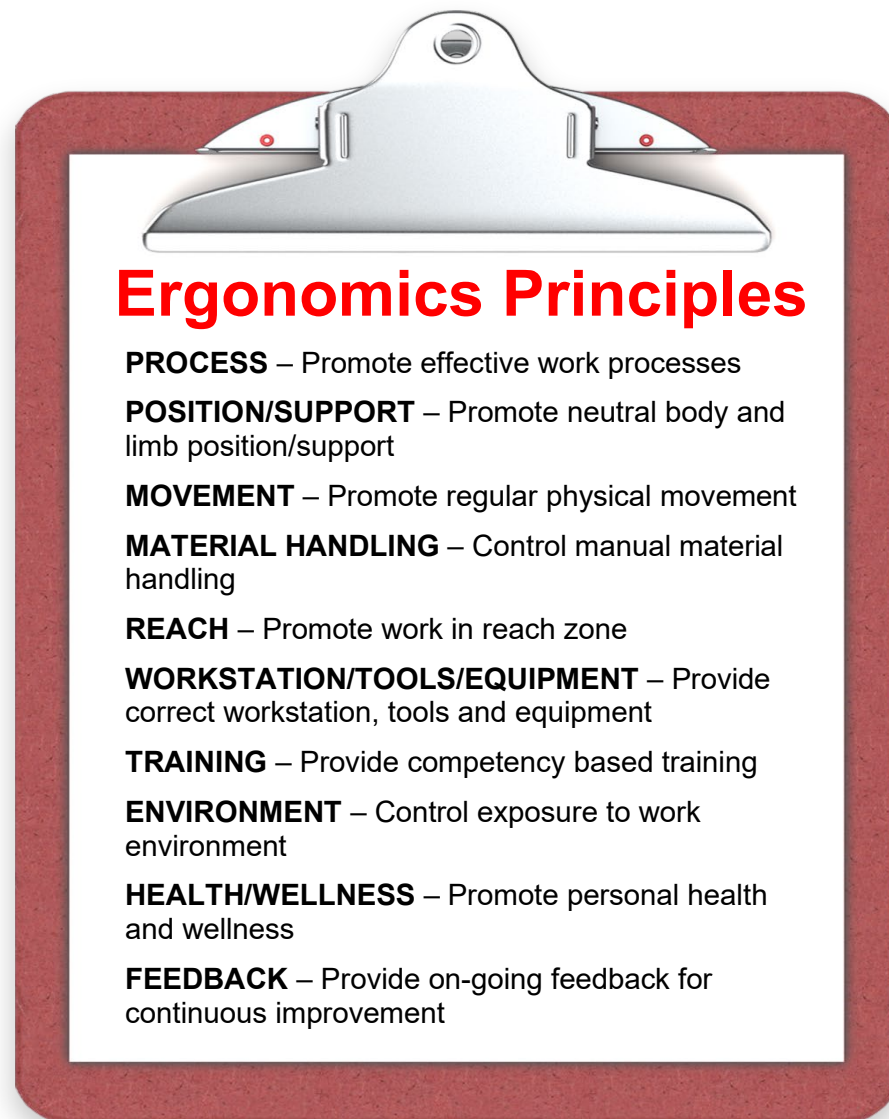 Ergonomics Principles
PROCESS – Promote effective work processes
POSITION/SUPPORT – Promote neutral body and
limb position/support
MOVEMENT – Promote regular physical movement
MATERIAL HANDLING – Control manual material
handling
REACH – Promote work in reach zone
WORKSTATION/TOOLS/EQUIPMENT – Provide
correct workstation, tools and equipment
TRAINING – Provide competency based training
ENVIRONMENT – Control exposure to work
environment
HEALTH/WELLNESS – Promote personal health
and wellness
FEEDBACK – Provide on-going feedback for
continuous improvement